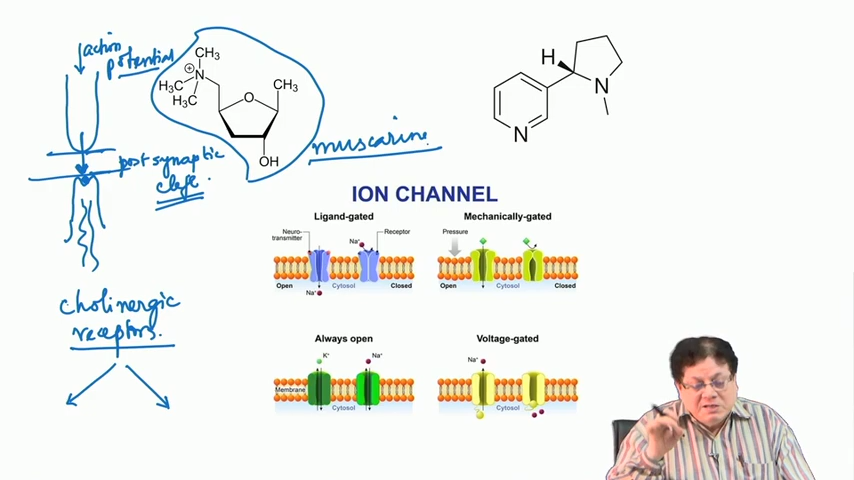 action
potential
post synaptic
cleft.
cholinergic
receptors.
CH₃
H₃C
N
⊕
H₃C
O
CH₃
OH
muscarine.
H
N
N
ION CHANNEL
Ligand-gated
Neuro-
transmitter
Na⁺
Receptor
Open
Cytosol
Closed
Na⁺
Mechanically-gated
Pressure
Open
Cytosol
Closed
Always open
K⁺
Na⁺
Membrane
Cytosol
Voltage-gated
Na⁺
Cytosol